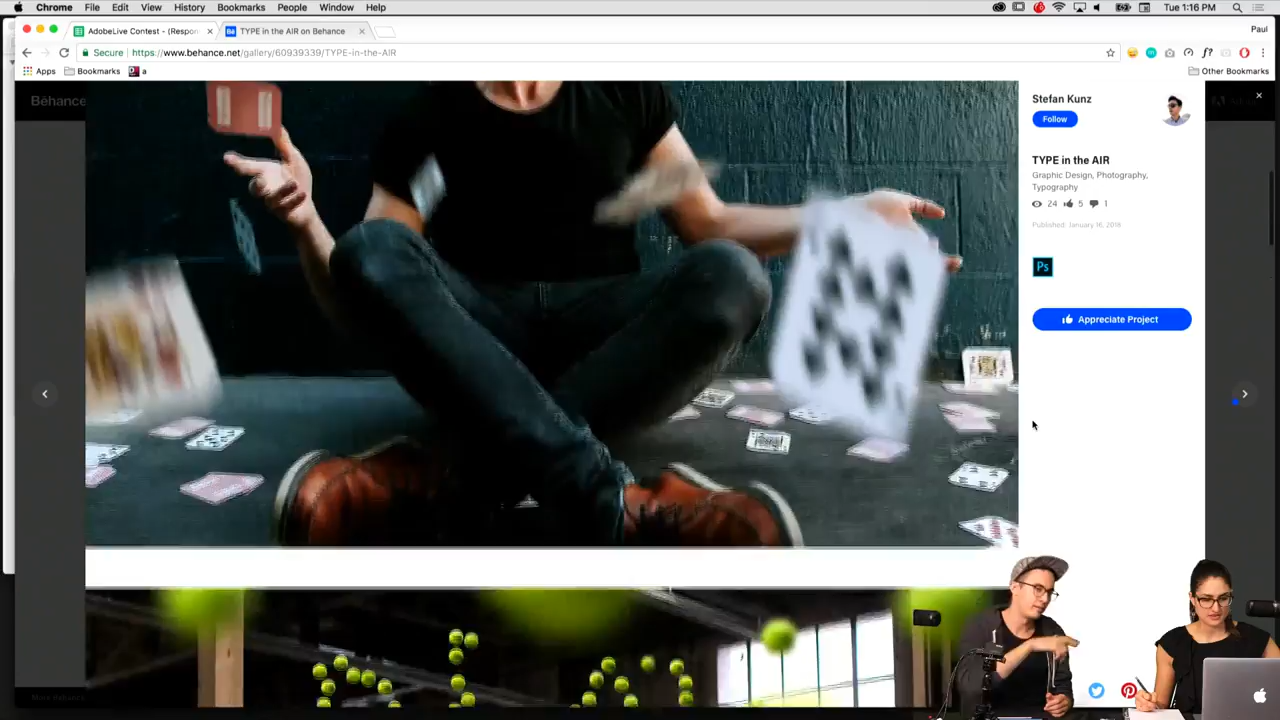 Chrome File Edit View History Bookmarks People Window Help
Tue 1:16 PM
AdobeLive Contest - (Respon
TYPE in the AIR on Behance
Paul
Secure
https://www.behance.net/gallery/60939339/TYPE-in-the-AIR
Apps
Bookmarks
a
Other Bookmarks
Bēhance
Stefan Kunz
Follow
TYPE in the AIR
Graphic Design, Photography,
Typography
24
5
1
Published: January 16, 2018
Ps
Appreciate Project
More Behance